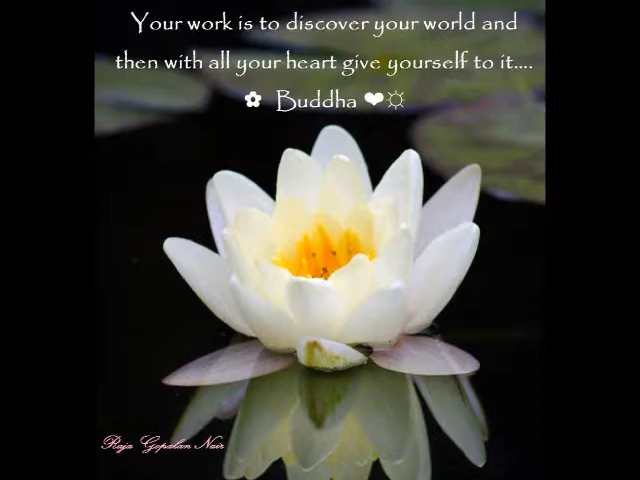 Your work is to discover your world and
then with all your heart give yourself to it....
✿ Buddha ❤☼
Raja Gopalan Nair